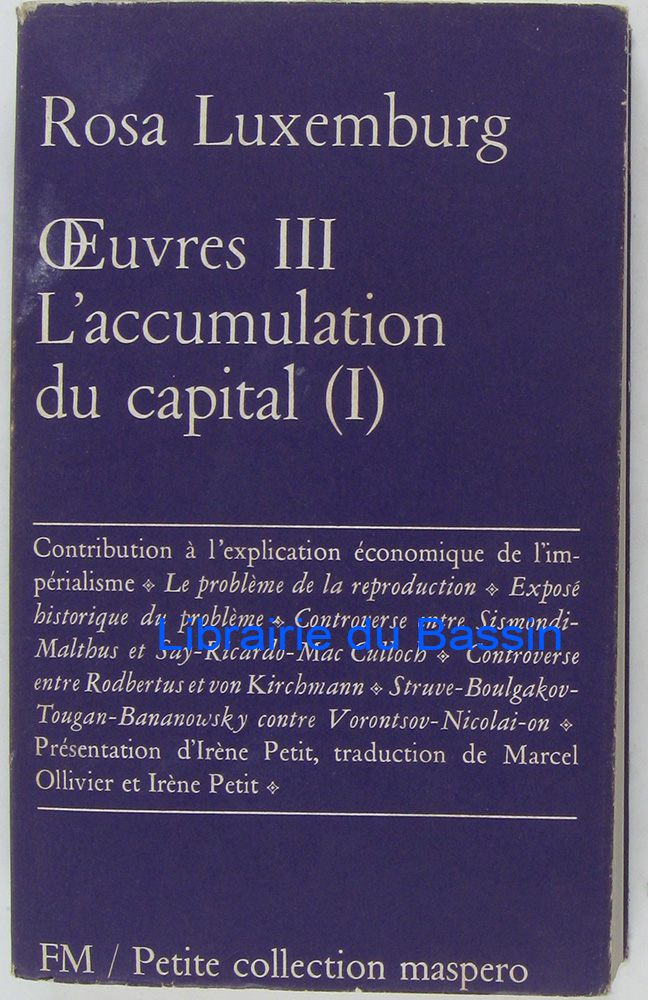 Rosa Luxemburg
Œuvres III
L'accumulation
du capital (I)
Contribution à l'explication économique de l'im-
périalisme ❖ Le problème de la reproduction ❖ Exposé
historique du problème ❖ Controverse entre Sismondi-
Librairie du Bassin
Malthus et Say-Ricardo-Mac Culloch ❖ Controverse
entre Rodbertus et von Kirchmann ❖ Struve-Boulgakov-
Tougan-Bananowsky contre Vorontsov-Nicolai-on ❖
Présentation d'Irène Petit, traduction de Marcel
Ollivier et Irène Petit ❖
FM / Petite collection maspero